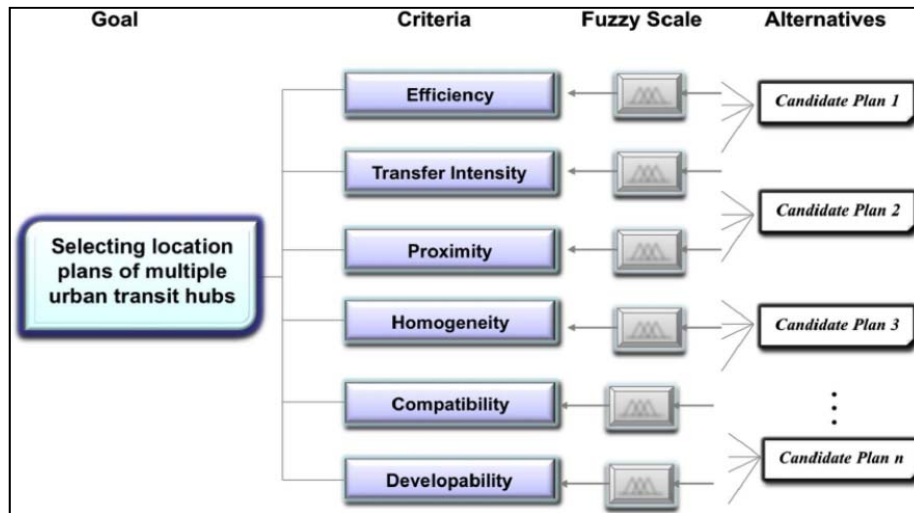 Goal Criteria Fuzzy Scale Alternatives
Efficiency
Candidate Plan 1
Transfer Intensity
Candidate Plan 2
Selecting location
plans of multiple
urban transit hubs
Proximity
Homogeneity
Candidate Plan 3
Compatibility
Developability
Candidate Plan n